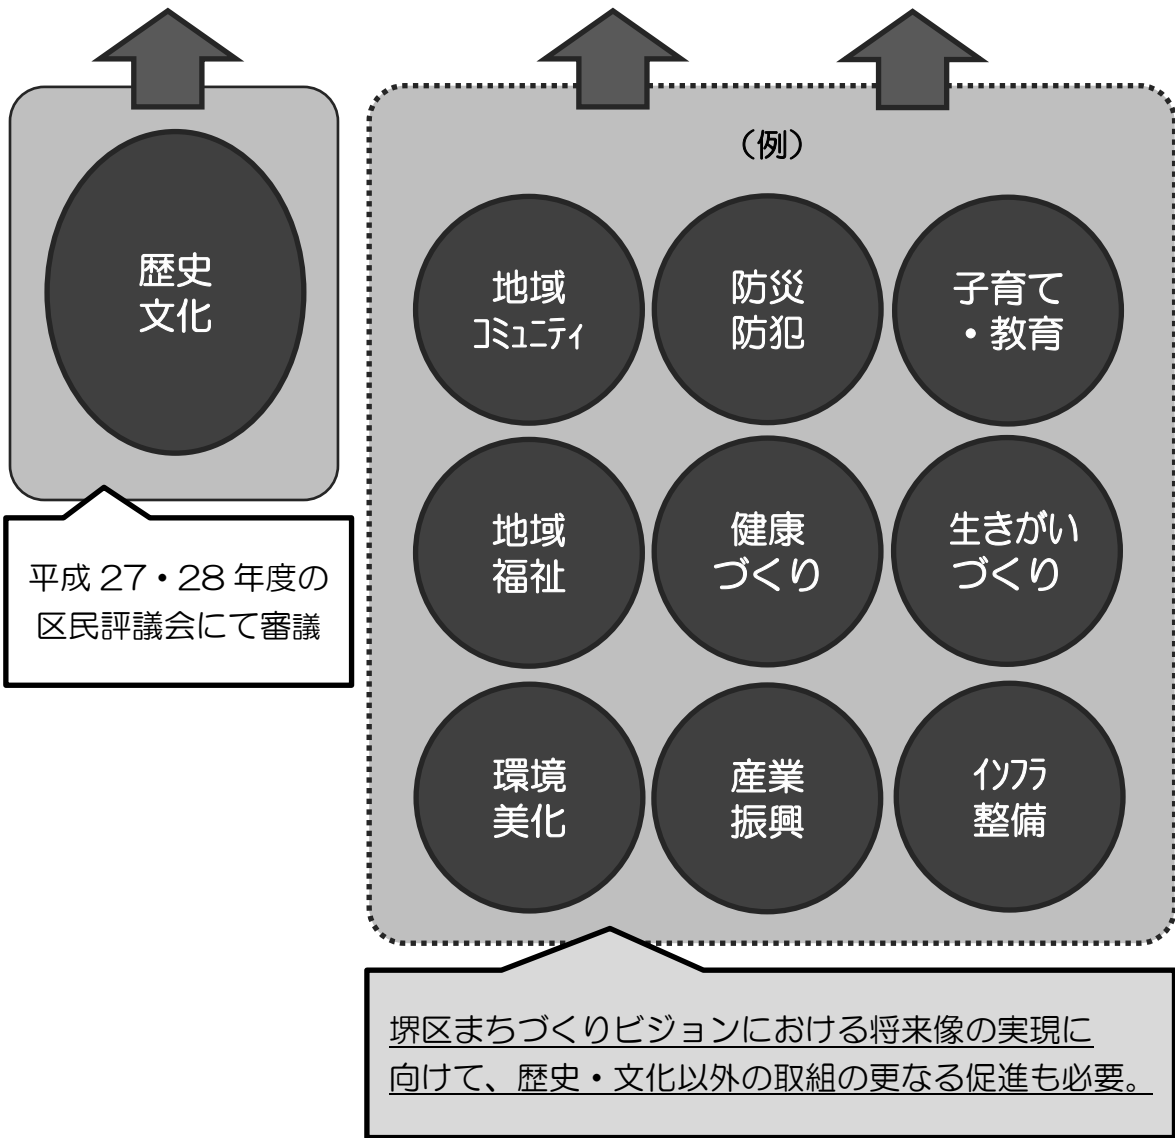 歴史
文化
平成 27・28 年度の
区民評議会にて審議
（例）
地域
コミュニティ
防災
防犯
子育て
・教育
地域
福祉
健康
づくり
生きがい
づくり
環境
美化
産業
振興
インフラ
整備
堺区まちづくりビジョンにおける将来像の実現に
向けて、歴史・文化以外の取組の更なる促進も必要。